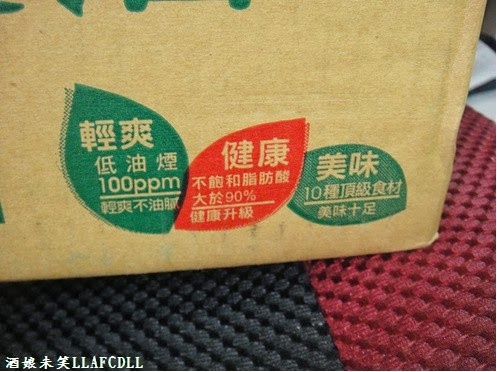 輕爽
低油煙
100ppm
輕爽不油膩
健康
不飽和脂肪酸
大於90%
健康升級
美味
10種頂級食材
美味十足
酒娘未笑LLAFCDLL